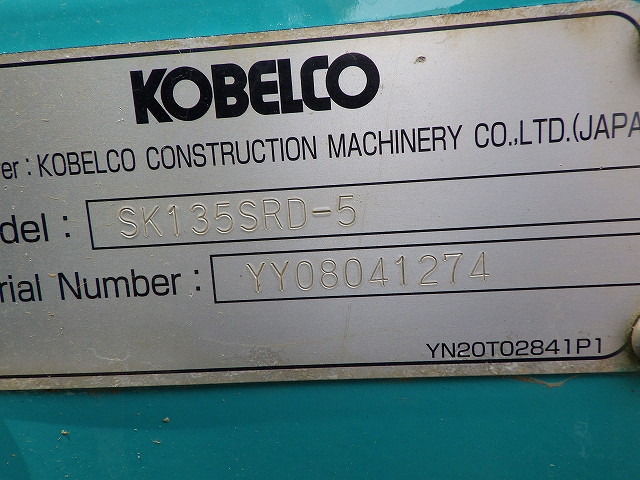 KOBELCO
er : KOBELCO CONSTRUCTION MACHINERY CO.,LTD.(JAPA
del : SK135SRD-5
rial Number : YY08041274
YN20T02841P1